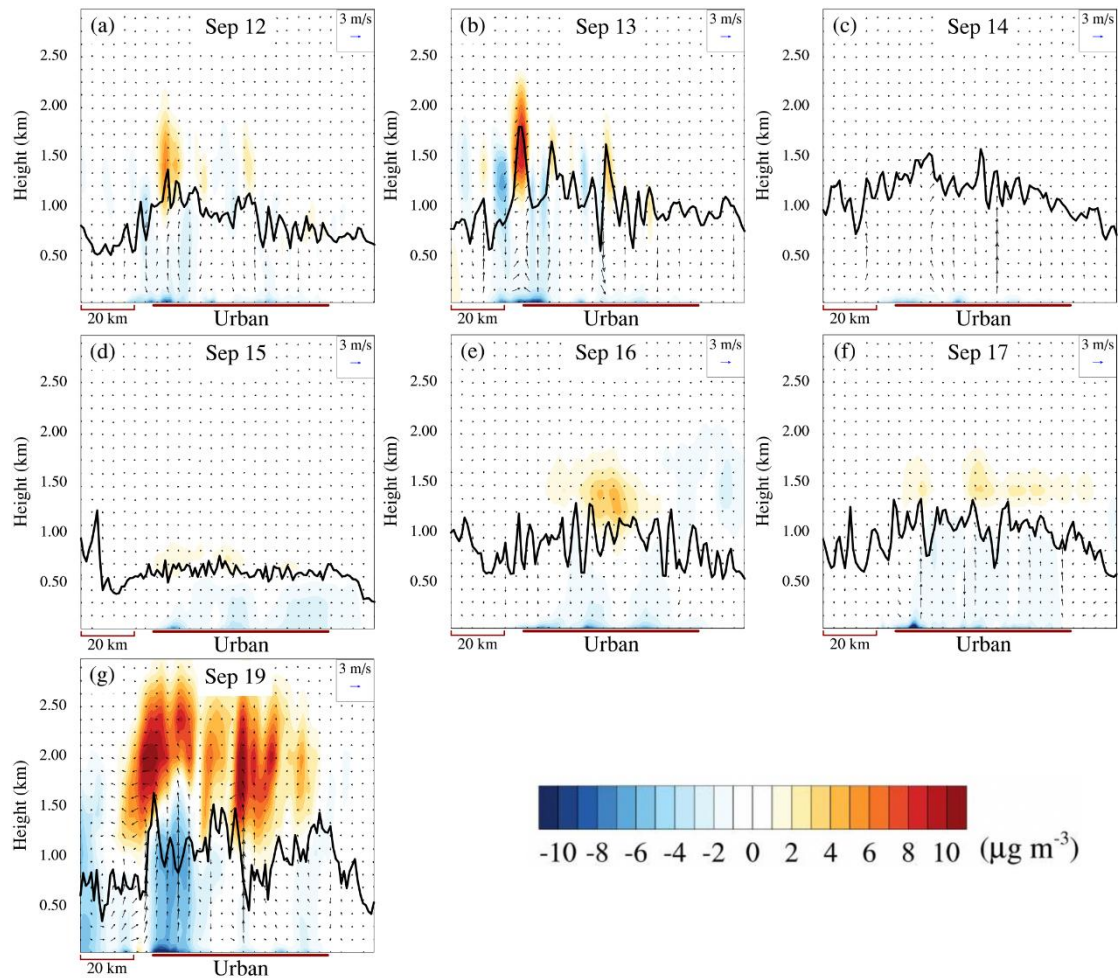 (a) Sep 12 3 m/s
2.50
2.00
1.50
1.00
0.50
Height (km)
20 km Urban
(b) Sep 13 3 m/s
2.50
1.00
2.00
1.50
1.00
0.50
Height (km)
20 km Urban
(c) Sep 14 3 m/s
2.50
1.00
2.00
1.50
1.00
0.50
Height (km)
20 km Urban
(d) Sep 15 3 m/s
2.50
2.00
1.50
1.00
0.50
Height (km)
20 km Urban
(e) Sep 16 3 m/s
2.50
2.00
1.50
1.00
0.50
Height (km)
20 km Urban
(f) Sep 17 3 m/s
2.50
2.00
1.50
1.00
0.50
Height (km)
20 km Urban
(g) Sep 19 3 m/s
2.50
2.00
1.50
1.00
0.50
Height (km)
20 km Urban
-10 -8 -6 -4 -2 0 2 4 6 8 10 (μg m⁻³)